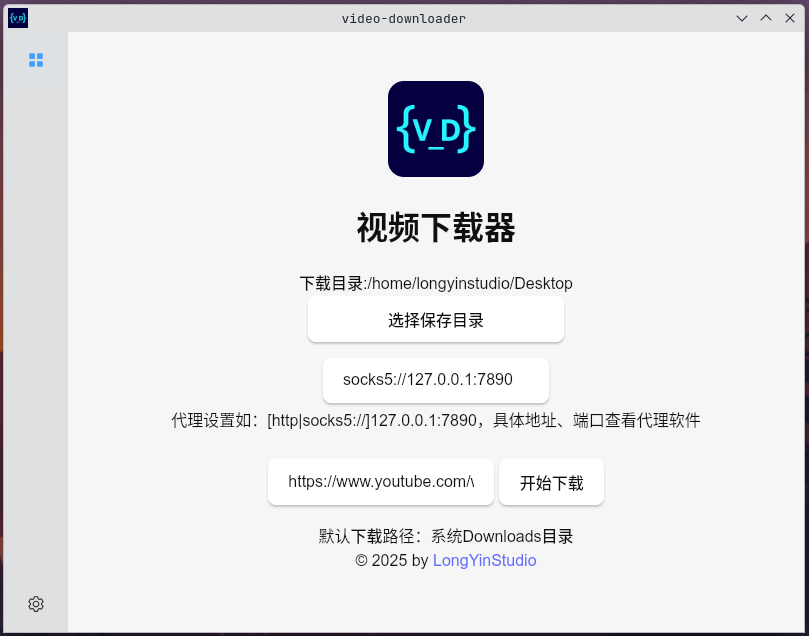 {V_D}
video-downloader
{V_D}
视频下载器
下载目录:/home/longyinstudio/Desktop
选择保存目录
socks5://127.0.0.1:7890
代理设置如：[http|socks5://]127.0.0.1:7890，具体地址、端口查看代理软件
https://www.youtube.com/
开始下载
默认下载路径：系统Downloads目录
© 2025 by LongYinStudio